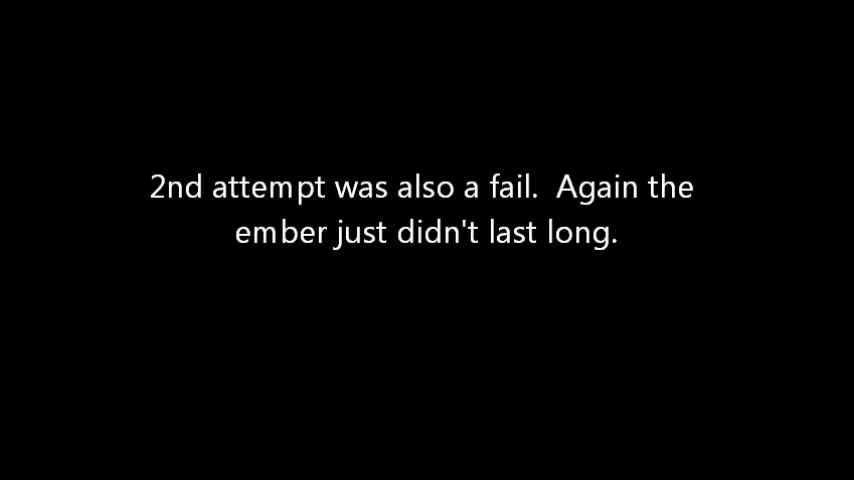 2nd attempt was also a fail.  Again the
ember just didn't last long.